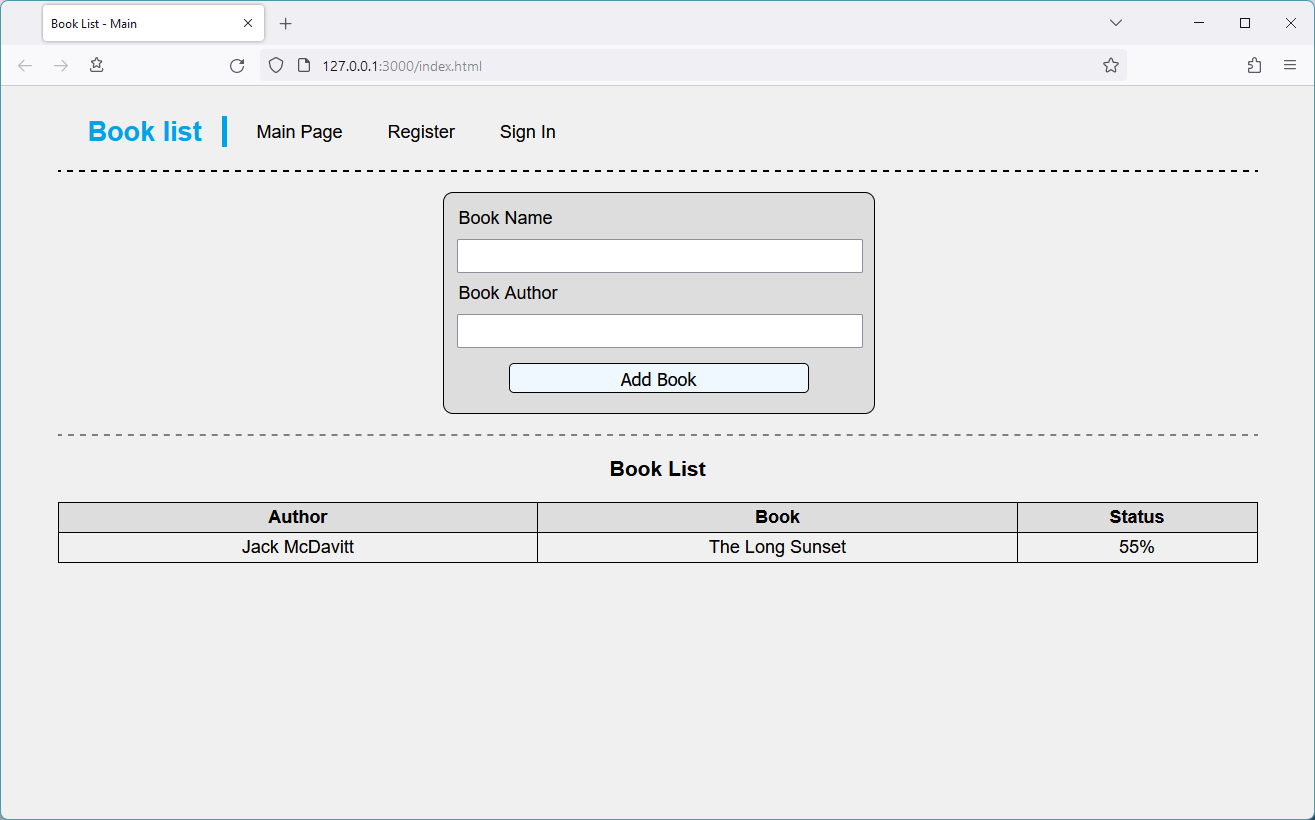 Book List - Main
127.0.0.1:3000/index.html
Book list Main Page Register Sign In
Book Name
Book Author
Add Book
Book List
Author Book Status
Jack McDavitt The Long Sunset 55%